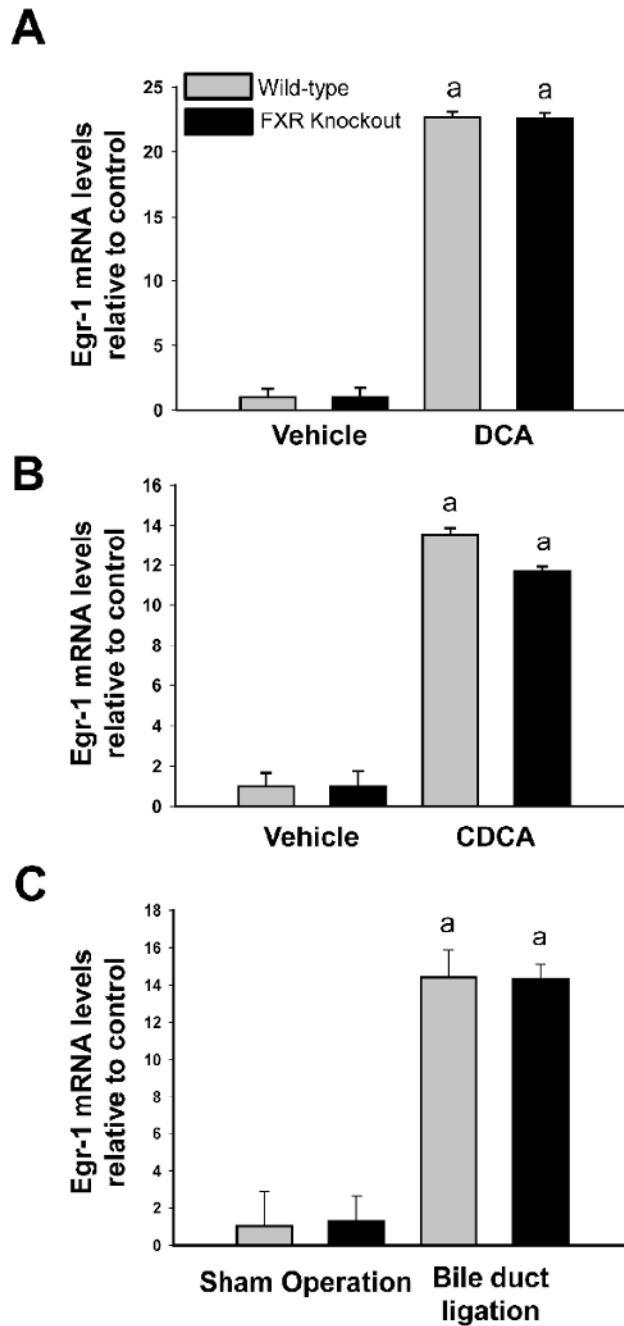 A
Wild-type
FXR Knockout
a a
25
20
15
10
5
0
Egr-1 mRNA levels
relative to control
Vehicle DCA
B
16
14
12
10
8
6
4
2
0
a
a
Egr-1 mRNA levels
relative to control
Vehicle CDCA
C
18
16
14
12
10
8
6
4
2
0
a a
Egr-1 mRNA levels
relative to control
Sham Operation Bile duct
ligation